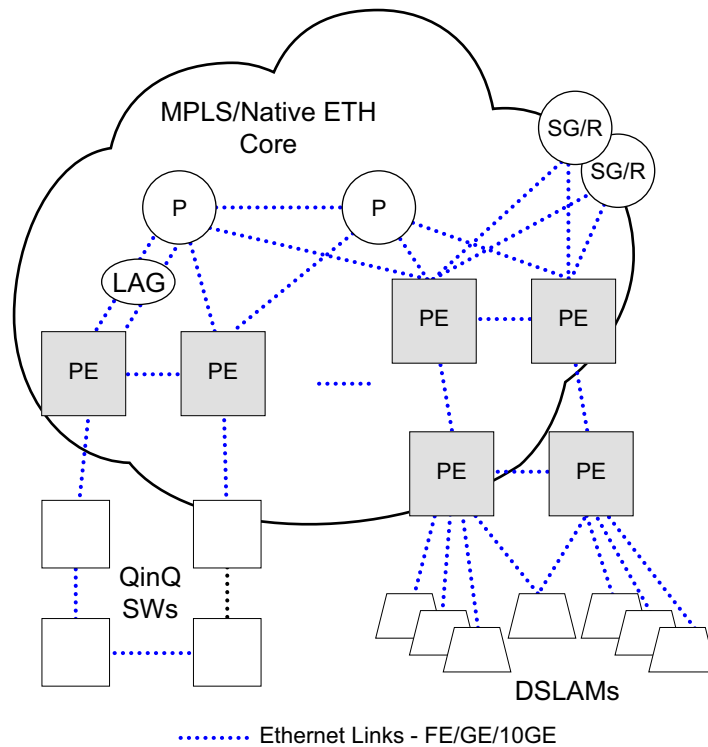 MPLS/Native ETH
Core
SG/R
SG/R
P
P
LAG
PE
PE
PE
PE
PE
PE
QinQ
SWs
DSLAMs
Ethernet Links - FE/GE/10GE